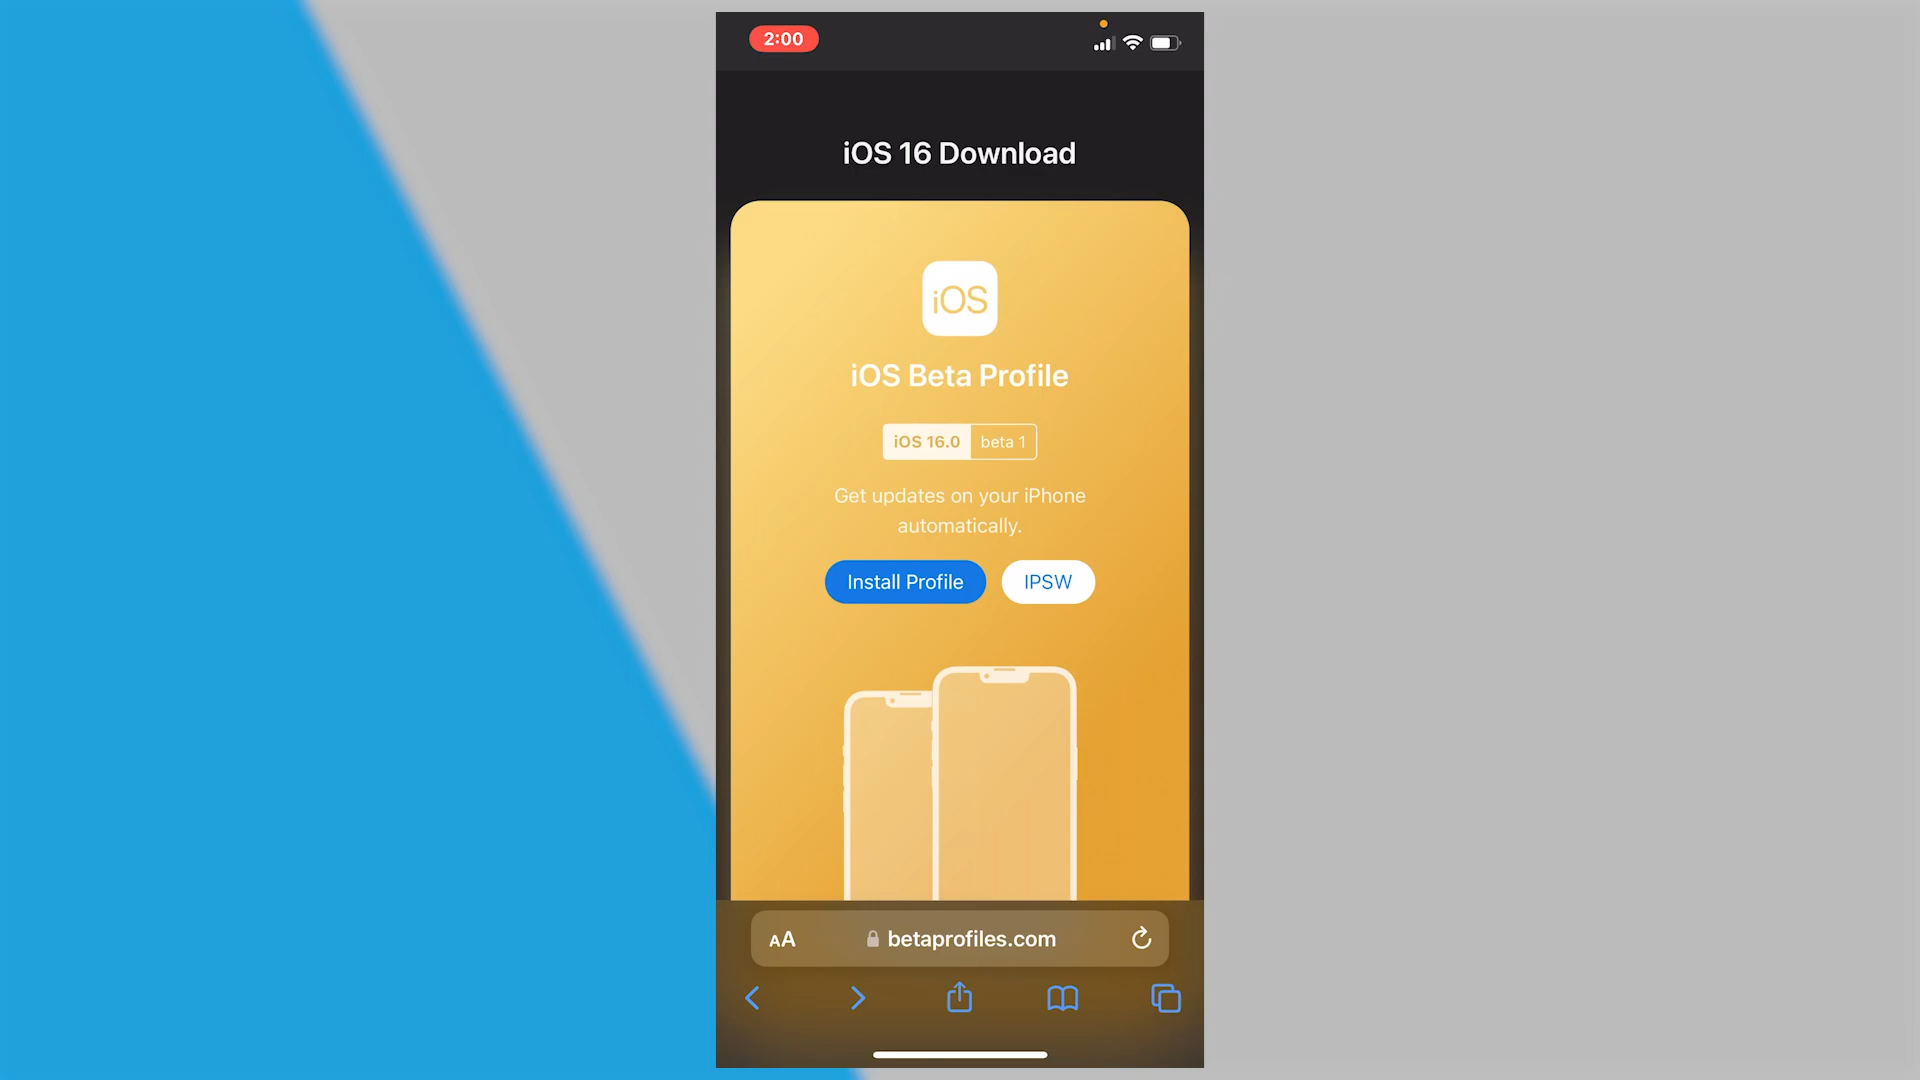 2:00
iOS 16 Download
iOS
iOS Beta Profile
iOS 16.0 beta 1
Get updates on your iPhone
automatically.
Install Profile IPSW
AA betaprofiles.com